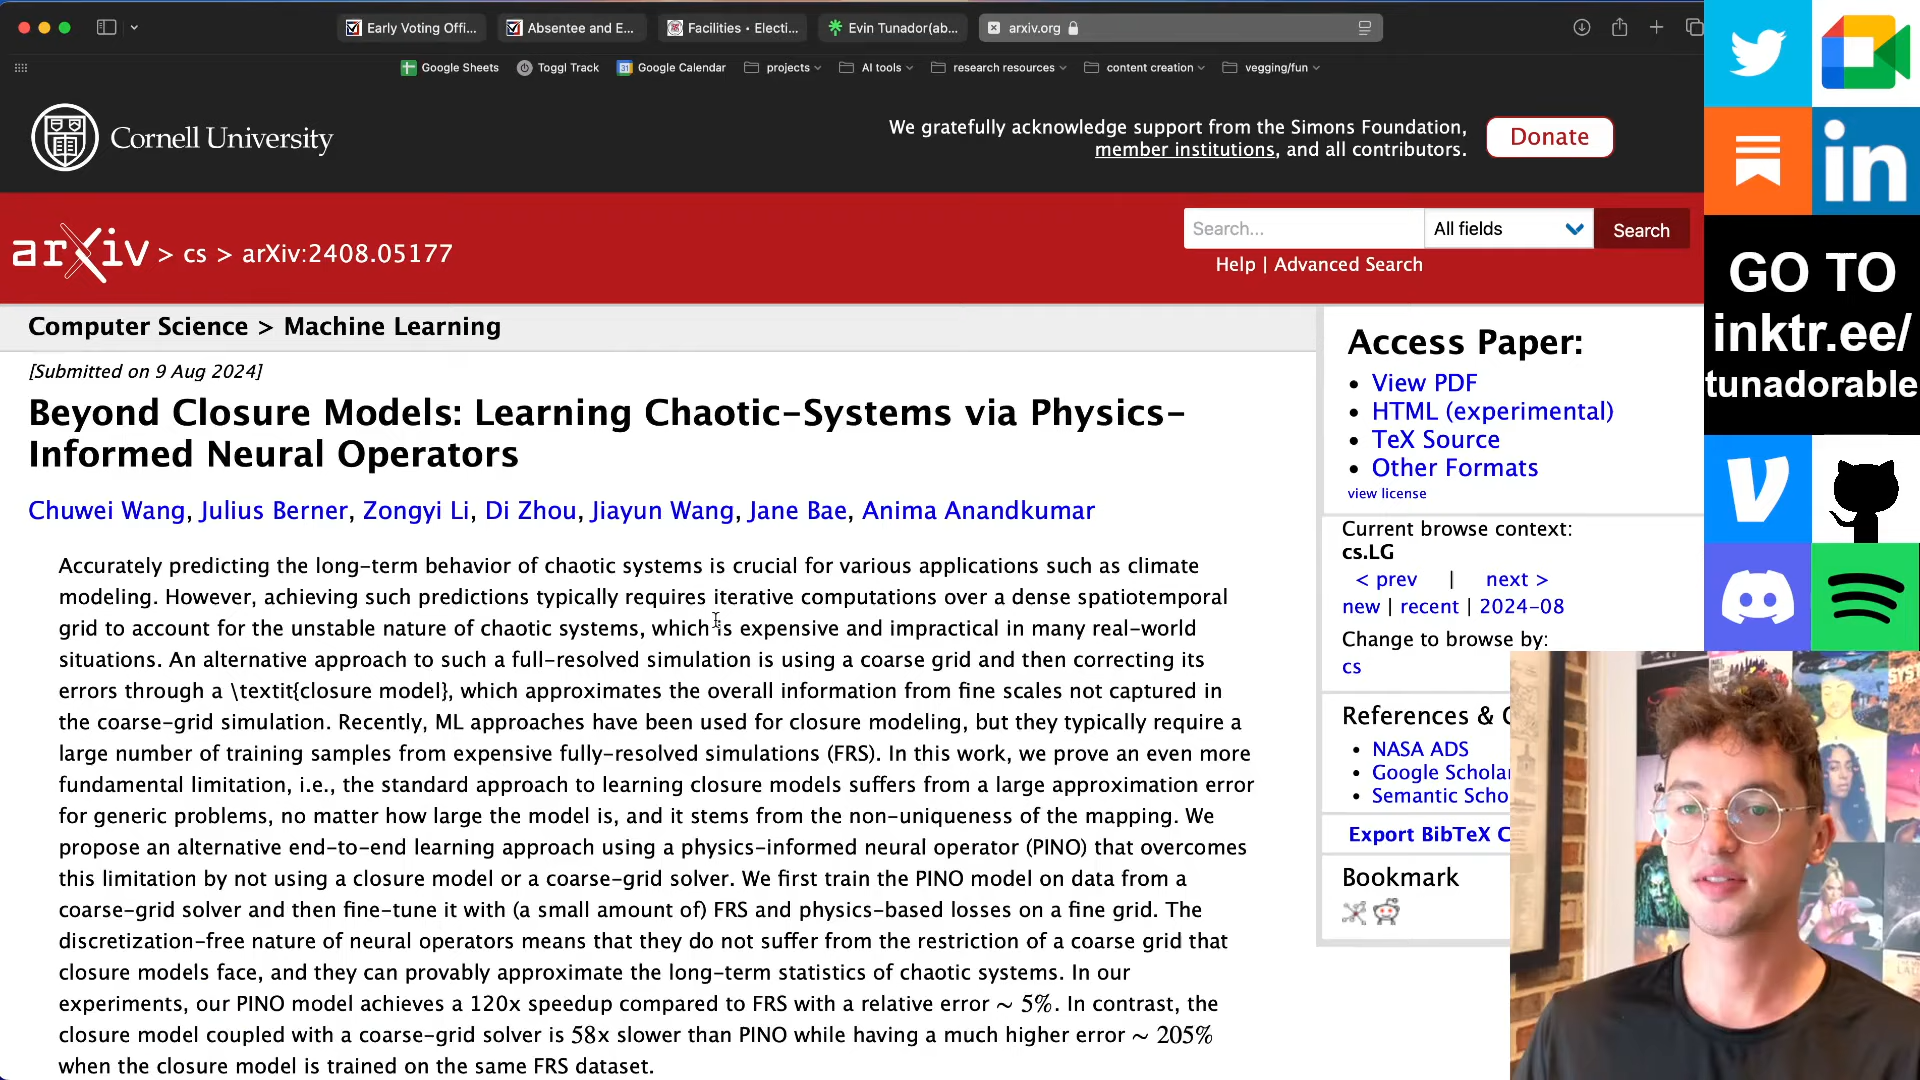 Early Voting Offi...
Absentee and E...
Facilities • Electi...
Evin Tunador(ab...
arxiv.org
Google Sheets
Toggl Track
Google Calendar
projects
AI tools
research resources
content creation
vegging/fun
Cornell University
We gratefully acknowledge support from the Simons Foundation,
member institutions, and all contributors.
Donate
arXiv > cs > arXiv:2408.05177
Search...
All fields
Search
Help | Advanced Search
Computer Science > Machine Learning
[Submitted on 9 Aug 2024]
Beyond Closure Models: Learning Chaotic-Systems via Physics-
Informed Neural Operators
Chuwei Wang, Julius Berner, Zongyi Li, Di Zhou, Jiayun Wang, Jane Bae, Anima Anandkumar
Accurately predicting the long-term behavior of chaotic systems is crucial for various applications such as climate
modeling. However, achieving such predictions typically requires iterative computations over a dense spatiotemporal
grid to account for the unstable nature of chaotic systems, which is expensive and impractical in many real-world
situations. An alternative approach to such a full-resolved simulation is using a coarse grid and then correcting its
errors through a \textit{closure model}, which approximates the overall information from fine scales not captured in
the coarse-grid simulation. Recently, ML approaches have been used for closure modeling, but they typically require a
large number of training samples from expensive fully-resolved simulations (FRS). In this work, we prove an even more
fundamental limitation, i.e., the standard approach to learning closure models suffers from a large approximation error
for generic problems, no matter how large the model is, and it stems from the non-uniqueness of the mapping. We
propose an alternative end-to-end learning approach using a physics-informed neural operator (PINO) that overcomes
this limitation by not using a closure model or a coarse-grid solver. We first train the PINO model on data from a
coarse-grid solver and then fine-tune it with (a small amount of) FRS and physics-based losses on a fine grid. The
discretization-free nature of neural operators means that they do not suffer from the restriction of a coarse grid that
closure models face, and they can provably approximate the long-term statistics of chaotic systems. In our
experiments, our PINO model achieves a 120x speedup compared to FRS with a relative error ~ 5%. In contrast, the
closure model coupled with a coarse-grid solver is 58x slower than PINO while having a much higher error ~ 205%
when the closure model is trained on the same FRS dataset.
Access Paper:
View PDF
HTML (experimental)
TeX Source
Other Formats
view license
Current browse context:
cs.LG
< prev | next >
new | recent | 2024-08
Change to browse by:
cs
References & C
NASA ADS
Google Scholar
Semantic Scho
Export BibTeX C
Bookmark
in
GO TO
inktr.ee/
tunadorable